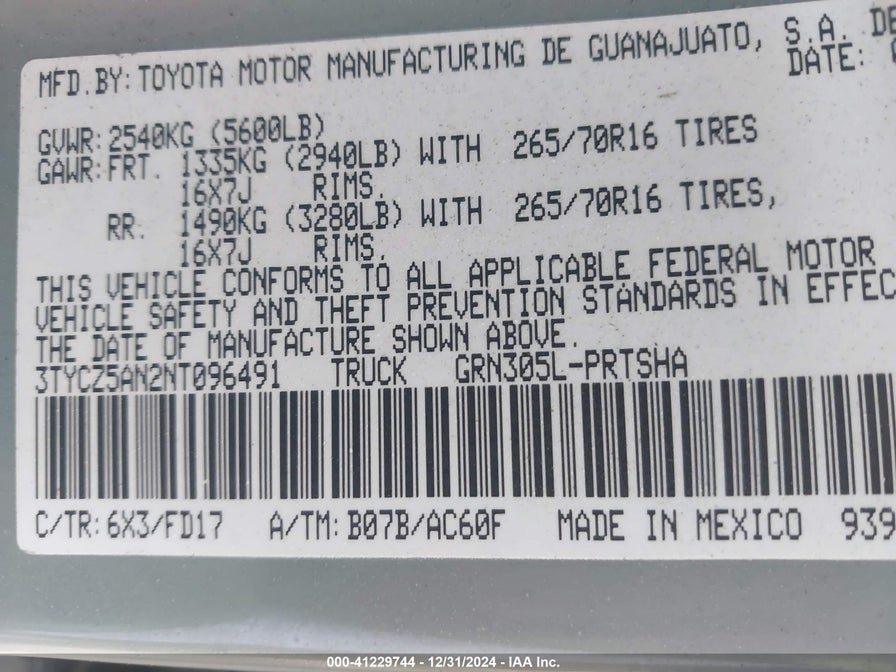 MFD.BY: TOYOTA MOTOR MANUFACTURING DE GUANAJUATO, S.A. DE
DATE:
GVWR: 2540KG (5600LB)
GAWR: FRT. 1335KG (2940LB) WITH 265/70R16 TIRES
16X7J RIMS.
RR. 1490KG (3280LB) WITH 265/70R16 TIRES,
16X7J RIMS.
THIS VEHICLE CONFORMS TO ALL APPLICABLE FEDERAL MOTOR
VEHICLE SAFETY AND THEFT PREVENTION STANDARDS IN EFFEC
THE DATE OF MANUFACTURE SHOWN ABOVE.
3TYCZ5AN2NT096491 TRUCK GRN305L-PRTSHA
C/TR: 6X3/FD17 A/TM: B07B/AC60F MADE IN MEXICO 939
000-41229744 - 12/31/2024 - IAA Inc.